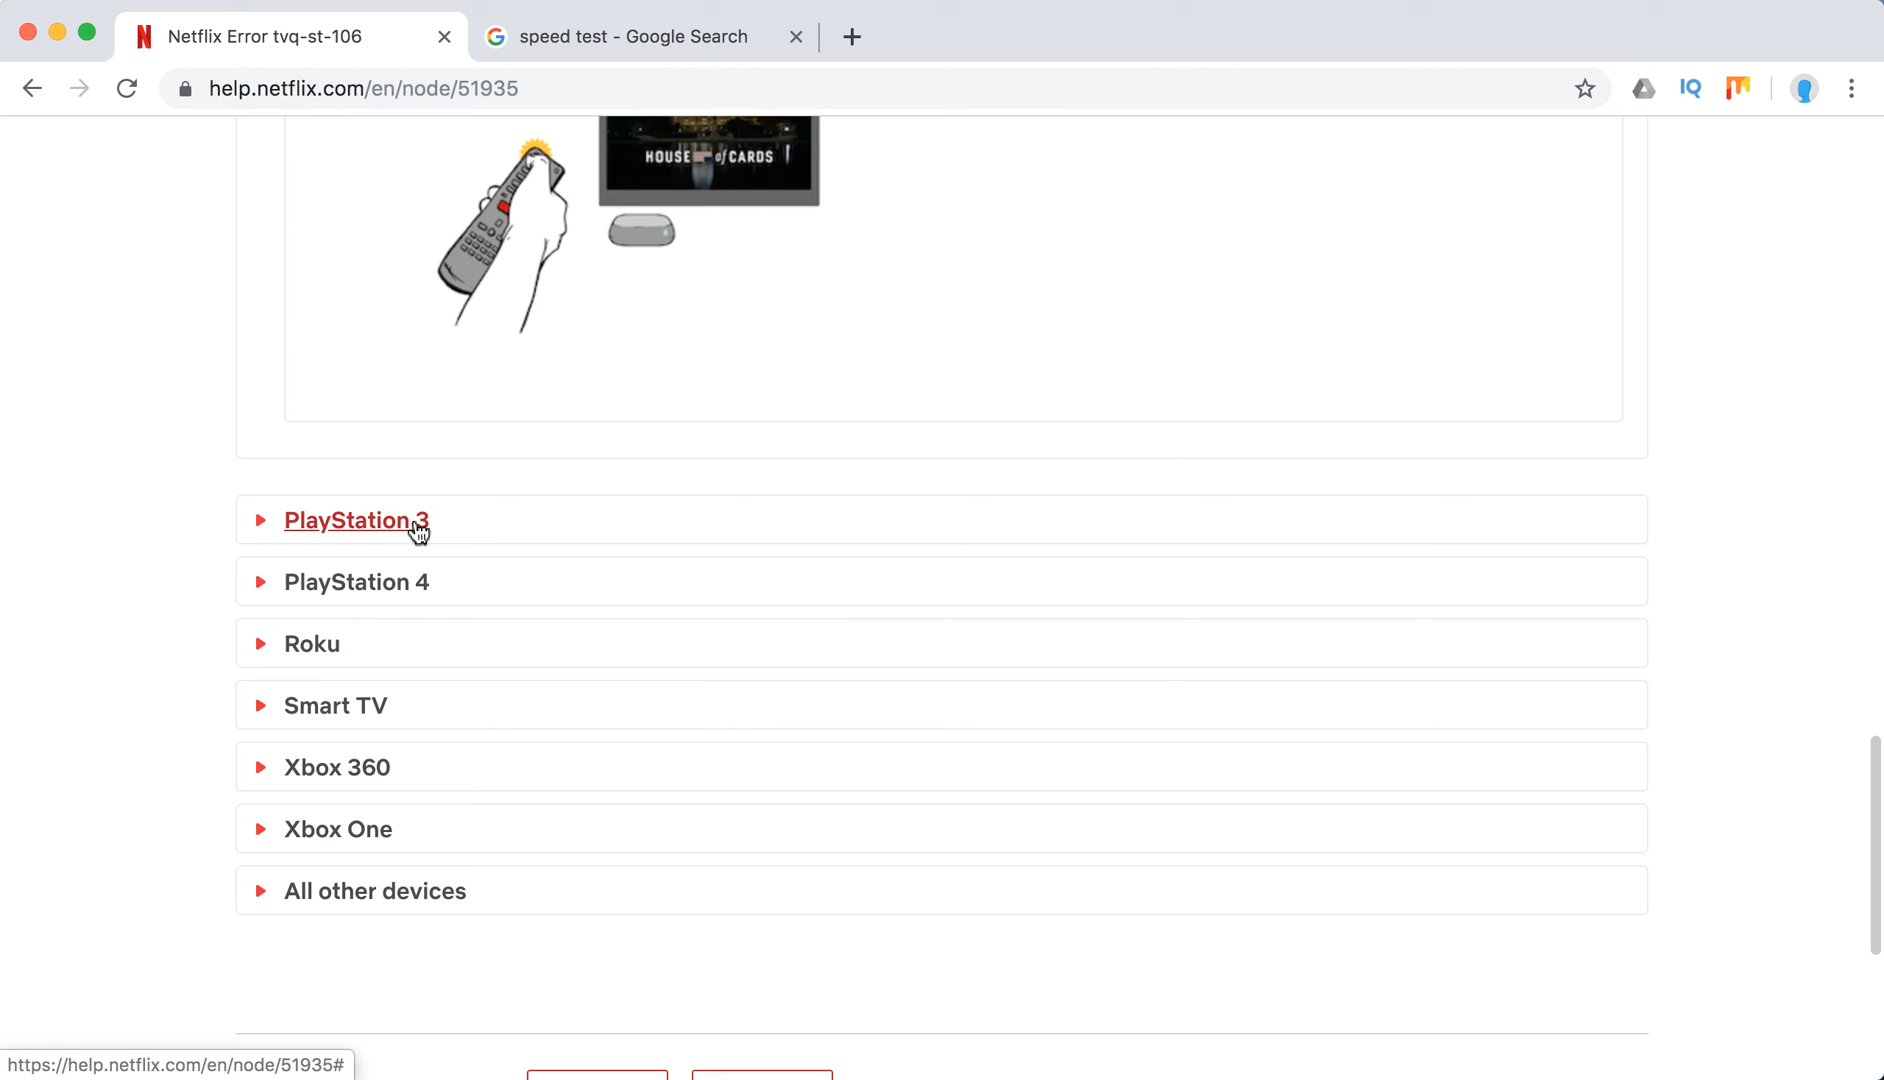 Netflix Error tvq-st-106
speed test - Google Search
help.netflix.com/en/node/51935
IQ
HOUSE of CARDS
PlayStation 3
PlayStation 4
Roku
Smart TV
Xbox 360
Xbox One
All other devices
https://help.netflix.com/en/node/51935#